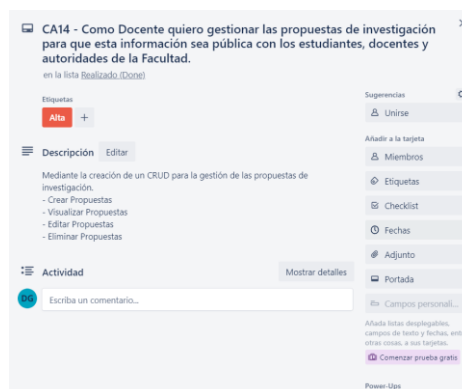 CA14 - Como Docente quiero gestionar las propuestas de investigación
para que esta información sea pública con los estudiantes, docentes y
autoridades de la Facultad.
en la lista Realizado (Done)
Etiquetas
Alta +
Descripción Editar
Mediante la creación de un CRUD para la gestión de las propuestas de
investigación.
- Crear Propuestas
- Visualizar Propuestas
- Editar Propuestas
- Eliminar Propuestas
Actividad Mostrar detalles
DG Escriba un comentario...
Sugerencias
Unirse
Añadir a la tarjeta
Miembros
Etiquetas
Checklist
Fechas
Adjunto
Portada
Campos personali...
Añada listas desplegables,
campos de texto y fechas, ent
otras cosas, a sus tarjetas.
Comenzar prueba gratis
Power-Ups